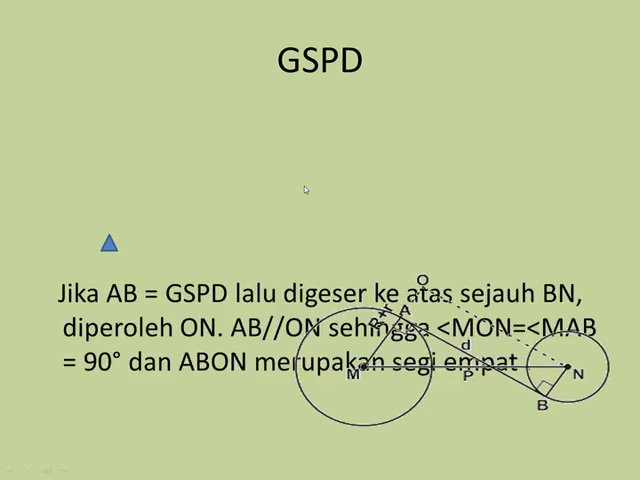 GSPD
Jika AB = GSPD lalu digeser ke atas sejauh BN,
diperoleh ON. AB//ON sehingga <MON=<MAB
= 90° dan ABON merupakan segi empat
O
A
R+r
d
M
P
N
B